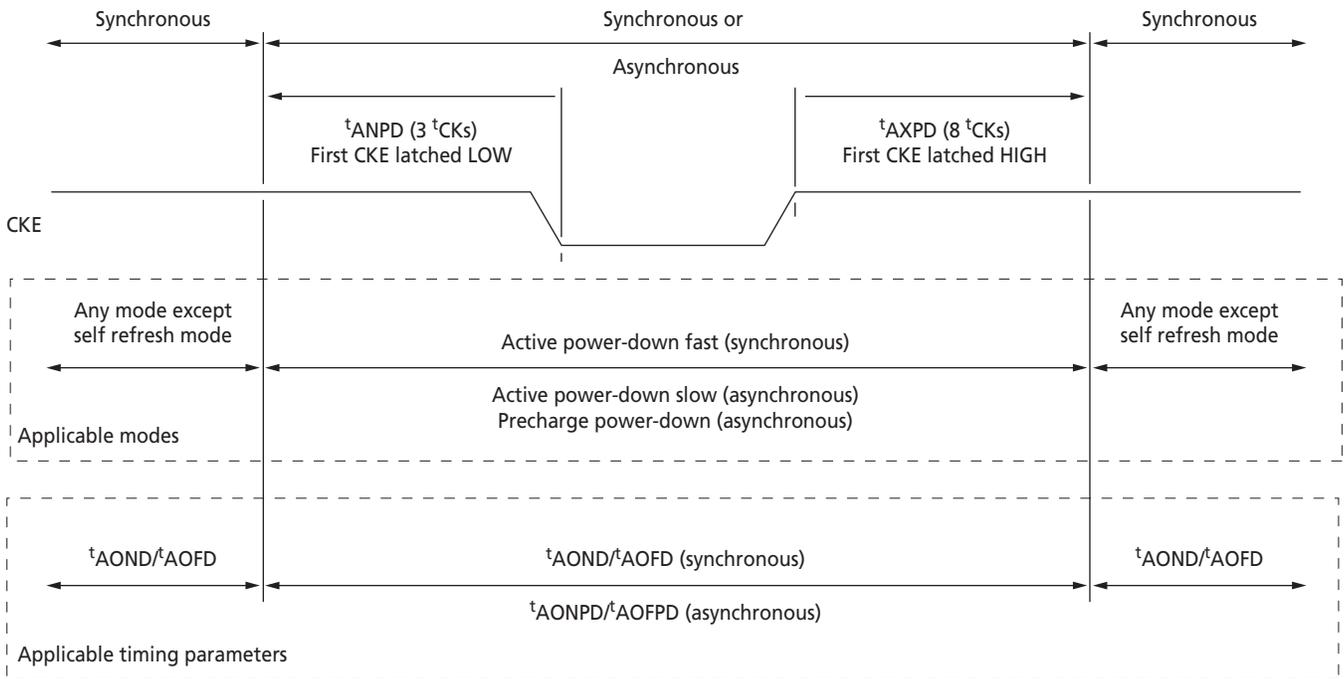 Synchronous
Synchronous or
Asynchronous
Synchronous
tANPD (3 tCKs)
First CKE latched LOW
tAXPD (8 tCKs)
First CKE latched HIGH
CKE
Any mode except
self refresh mode
Active power-down fast (synchronous)
Active power-down slow (asynchronous)
Precharge power-down (asynchronous)
Any mode except
self refresh mode
Applicable modes
tAOND/tAOFD
tAOND/tAOFD (synchronous)
tAONPD/tAOFPD (asynchronous)
tAOND/tAOFD
Applicable timing parameters